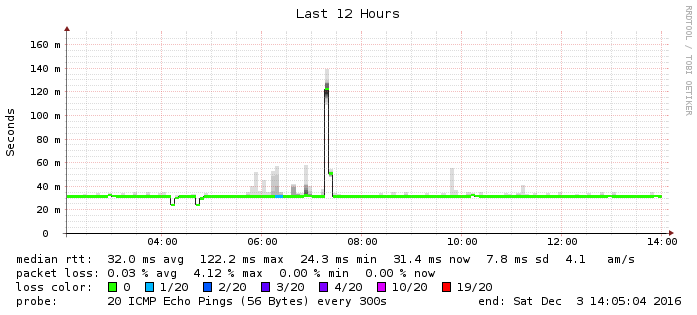 Last 12 Hours
RRDTOOL / TOBI OETIKER
Seconds
160 m
140 m
120 m
100 m
80 m
60 m
40 m
20 m
0
04:00 06:00 08:00 10:00 12:00 14:00
median rtt: 32.0 ms avg 122.2 ms max 24.3 ms min 31.4 ms now 7.8 ms sd 4.1 am/s
packet loss: 0.03 % avg 4.12 % max 0.00 % min 0.00 % now
loss color: 0 1/20 2/20 3/20 4/20 10/20 19/20
probe: 20 ICMP Echo Pings (56 Bytes) every 300s end: Sat Dec 3 14:05:04 2016